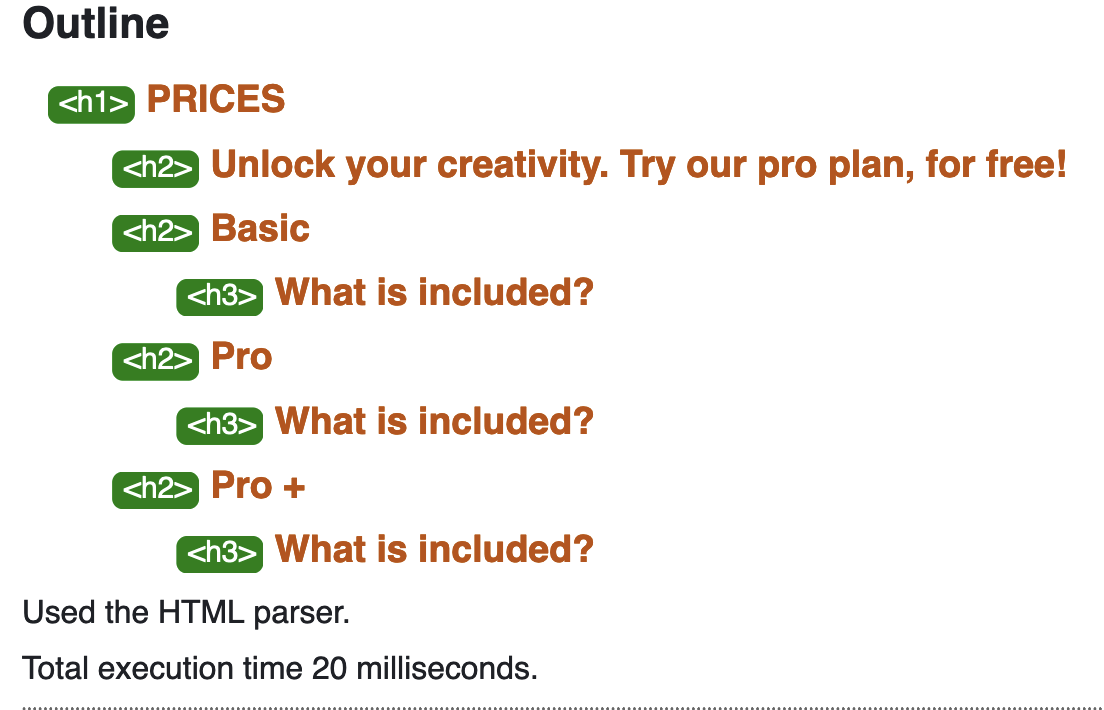 Outline
<h1> PRICES
<h2> Unlock your creativity. Try our pro plan, for free!
<h2> Basic
<h3> What is included?
<h2> Pro
<h3> What is included?
<h2> Pro +
<h3> What is included?
Used the HTML parser.
Total execution time 20 milliseconds.